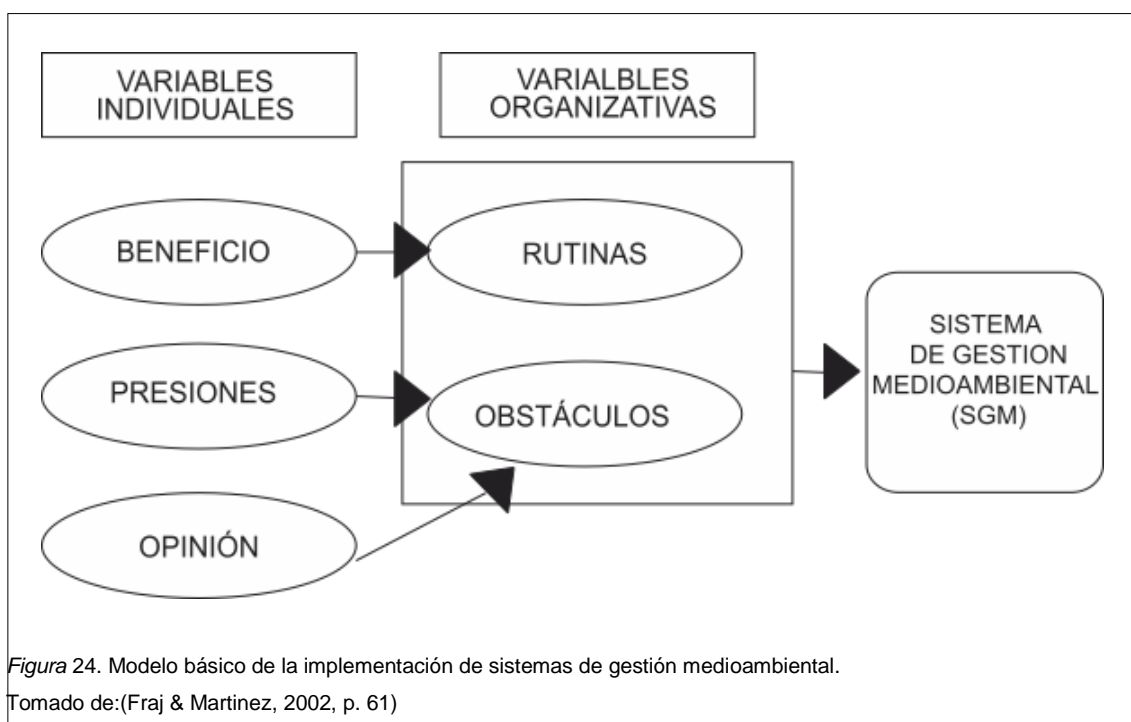 VARIABLES
INDIVIDUALES
VARIALBLES
ORGANIZATIVAS
BENEFICIO
RUTINAS
PRESIONES
OBSTÁCULOS
OPINIÓN
SISTEMA
DE GESTION
MEDIOAMBIENTAL
(SGM)
Figura 24. Modelo básico de la implementación de sistemas de gestión medioambiental.
Tomado de:(Fraj & Martinez, 2002, p. 61)